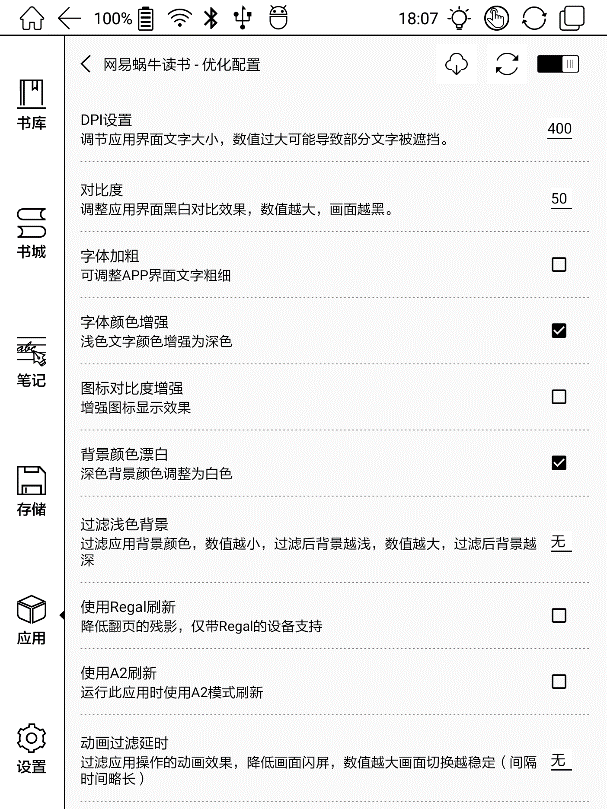 100%
18:07
网易蜗牛读书 - 优化配置
书库
书城
笔记
存储
应用
设置
DPI设置
调节应用界面文字大小，数值过大可能导致部分文字被遮挡。
400
对比度
调整应用界面黑白对比效果，数值越大，画面越黑。
50
字体加粗
可调整APP界面文字粗细
字体颜色增强
浅色文字颜色增强为深色
图标对比度增强
增强图标显示效果
背景颜色漂白
深色背景颜色调整为白色
过滤浅色背景
过滤应用背景颜色，数值越小，过滤后背景越浅，数值越大，过滤后背景越
深
无
使用Regal刷新
降低翻页的残影，仅带Regal的设备支持
使用A2刷新
运行此应用时使用A2模式刷新
动画过滤延时
过滤应用操作的动画效果，降低画面闪屏，数值越大画面切换越稳定（间隔
时间略长）
无
abc